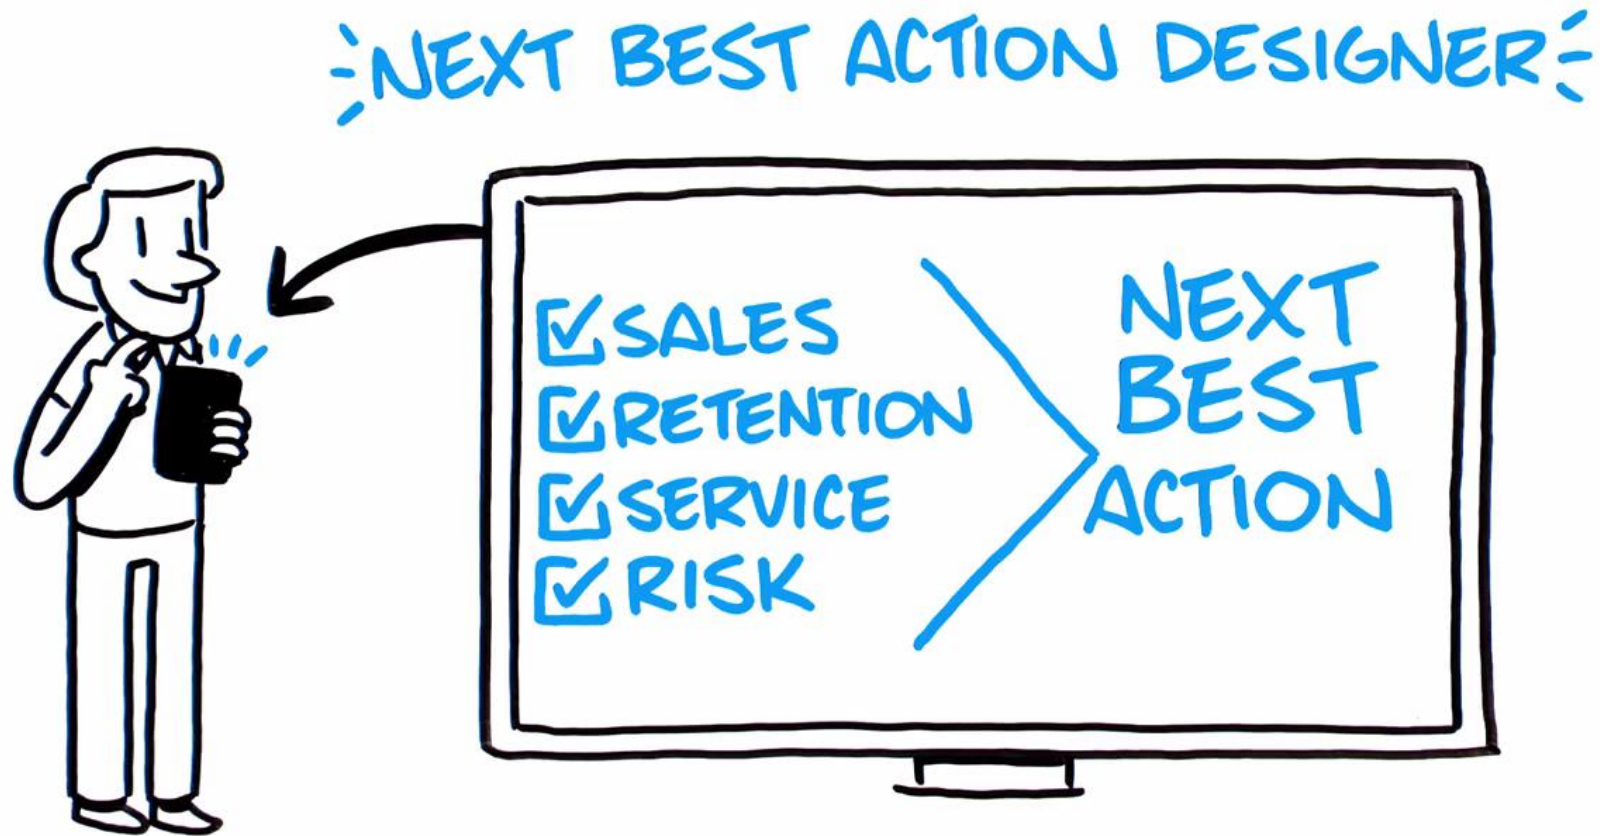 NEXT BEST ACTION DESIGNER
SALES
RETENTION
SERVICE
RISK
NEXT
BEST
ACTION